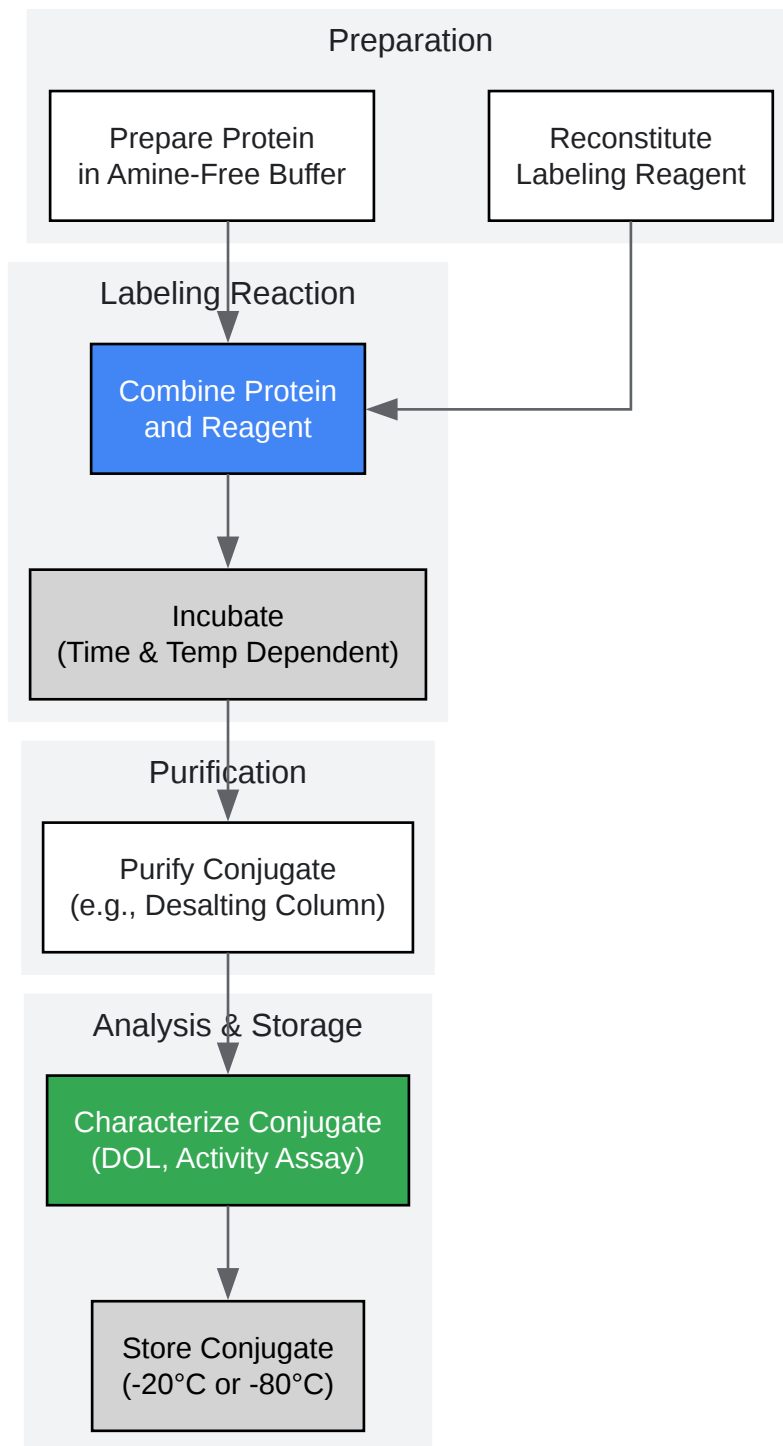 Preparation
Prepare Protein
in Amine-Free Buffer
Reconstitute
Labeling Reagent
Labeling Reaction
Combine Protein
and Reagent
Incubate
(Time & Temp Dependent)
Purification
Purify Conjugate
(e.g., Desalting Column)
Analysis & Storage
Characterize Conjugate
(DOL, Activity Assay)
Store Conjugate
(-20°C or -80°C)